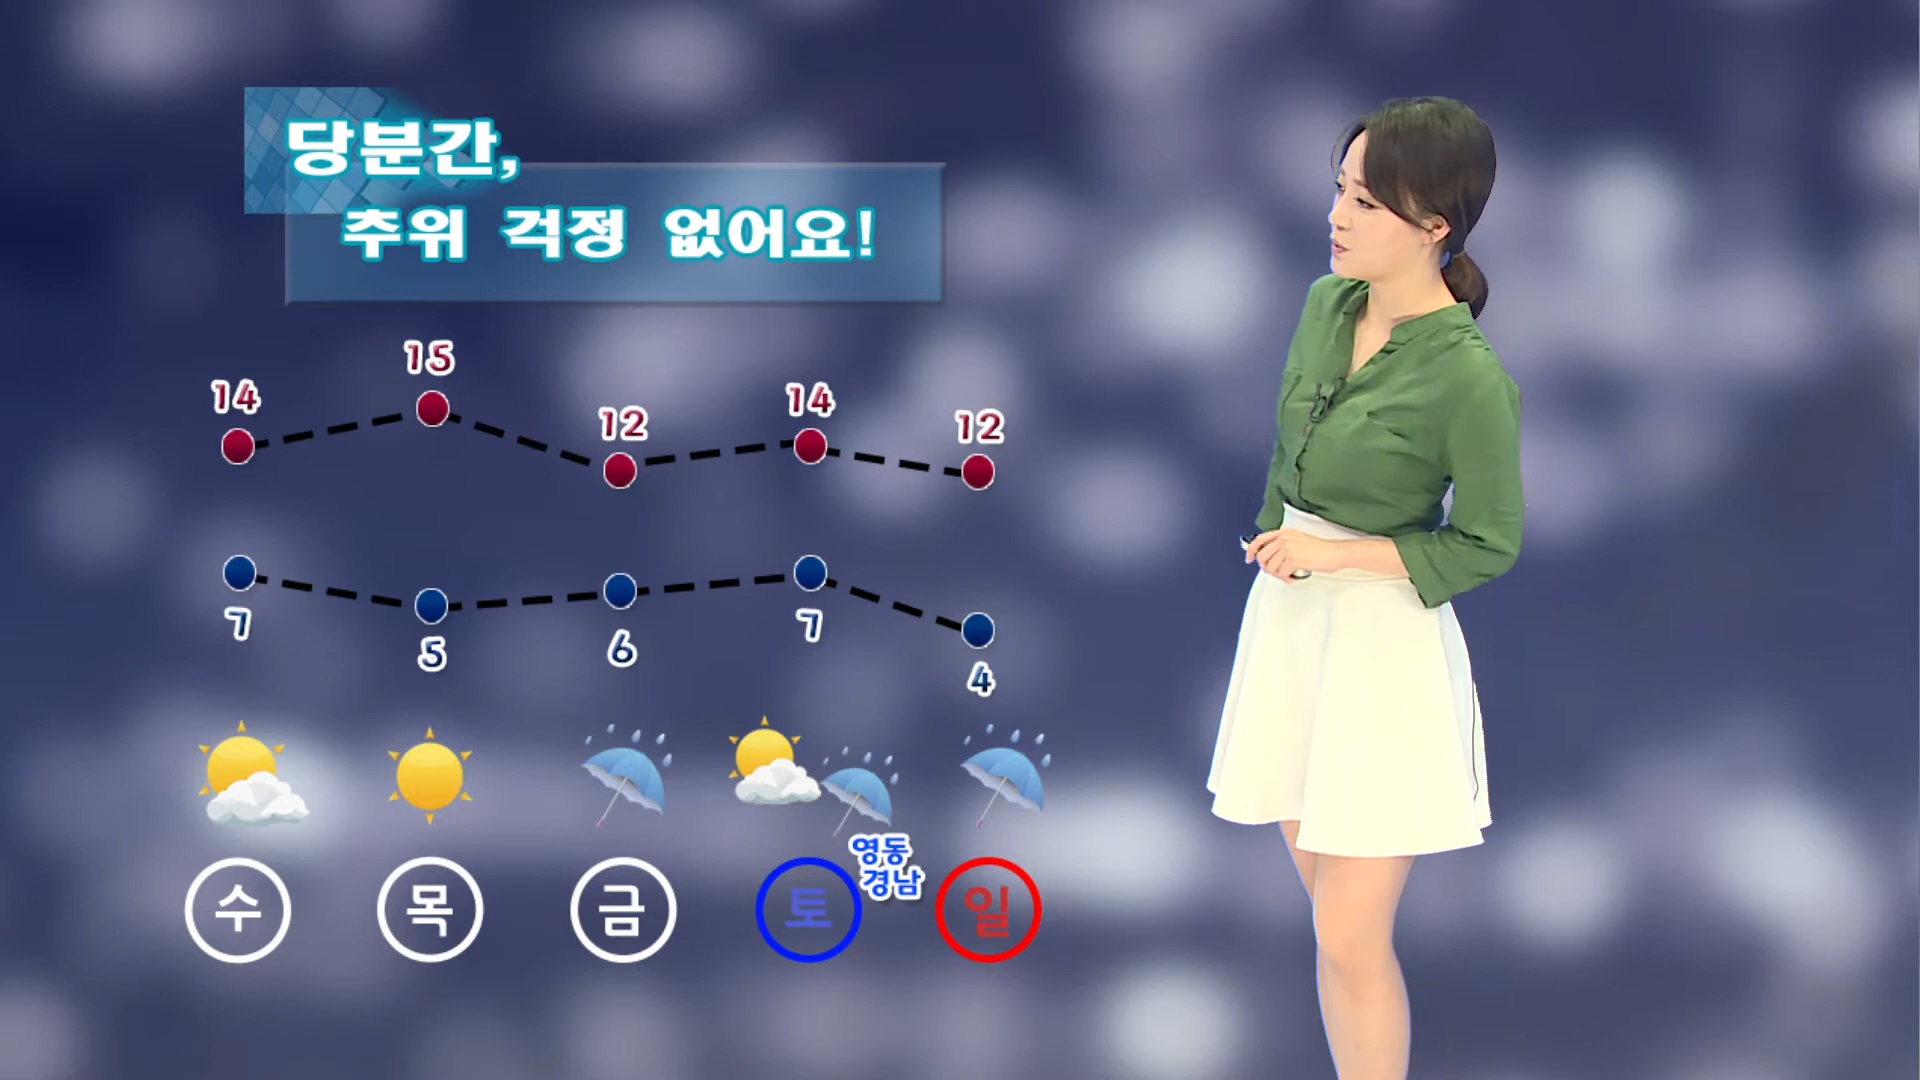 당분간,
추위 걱정 없어요!
14 15 12 14 12
7 5 6 7 4
영동
경남
수 목 금 토 일